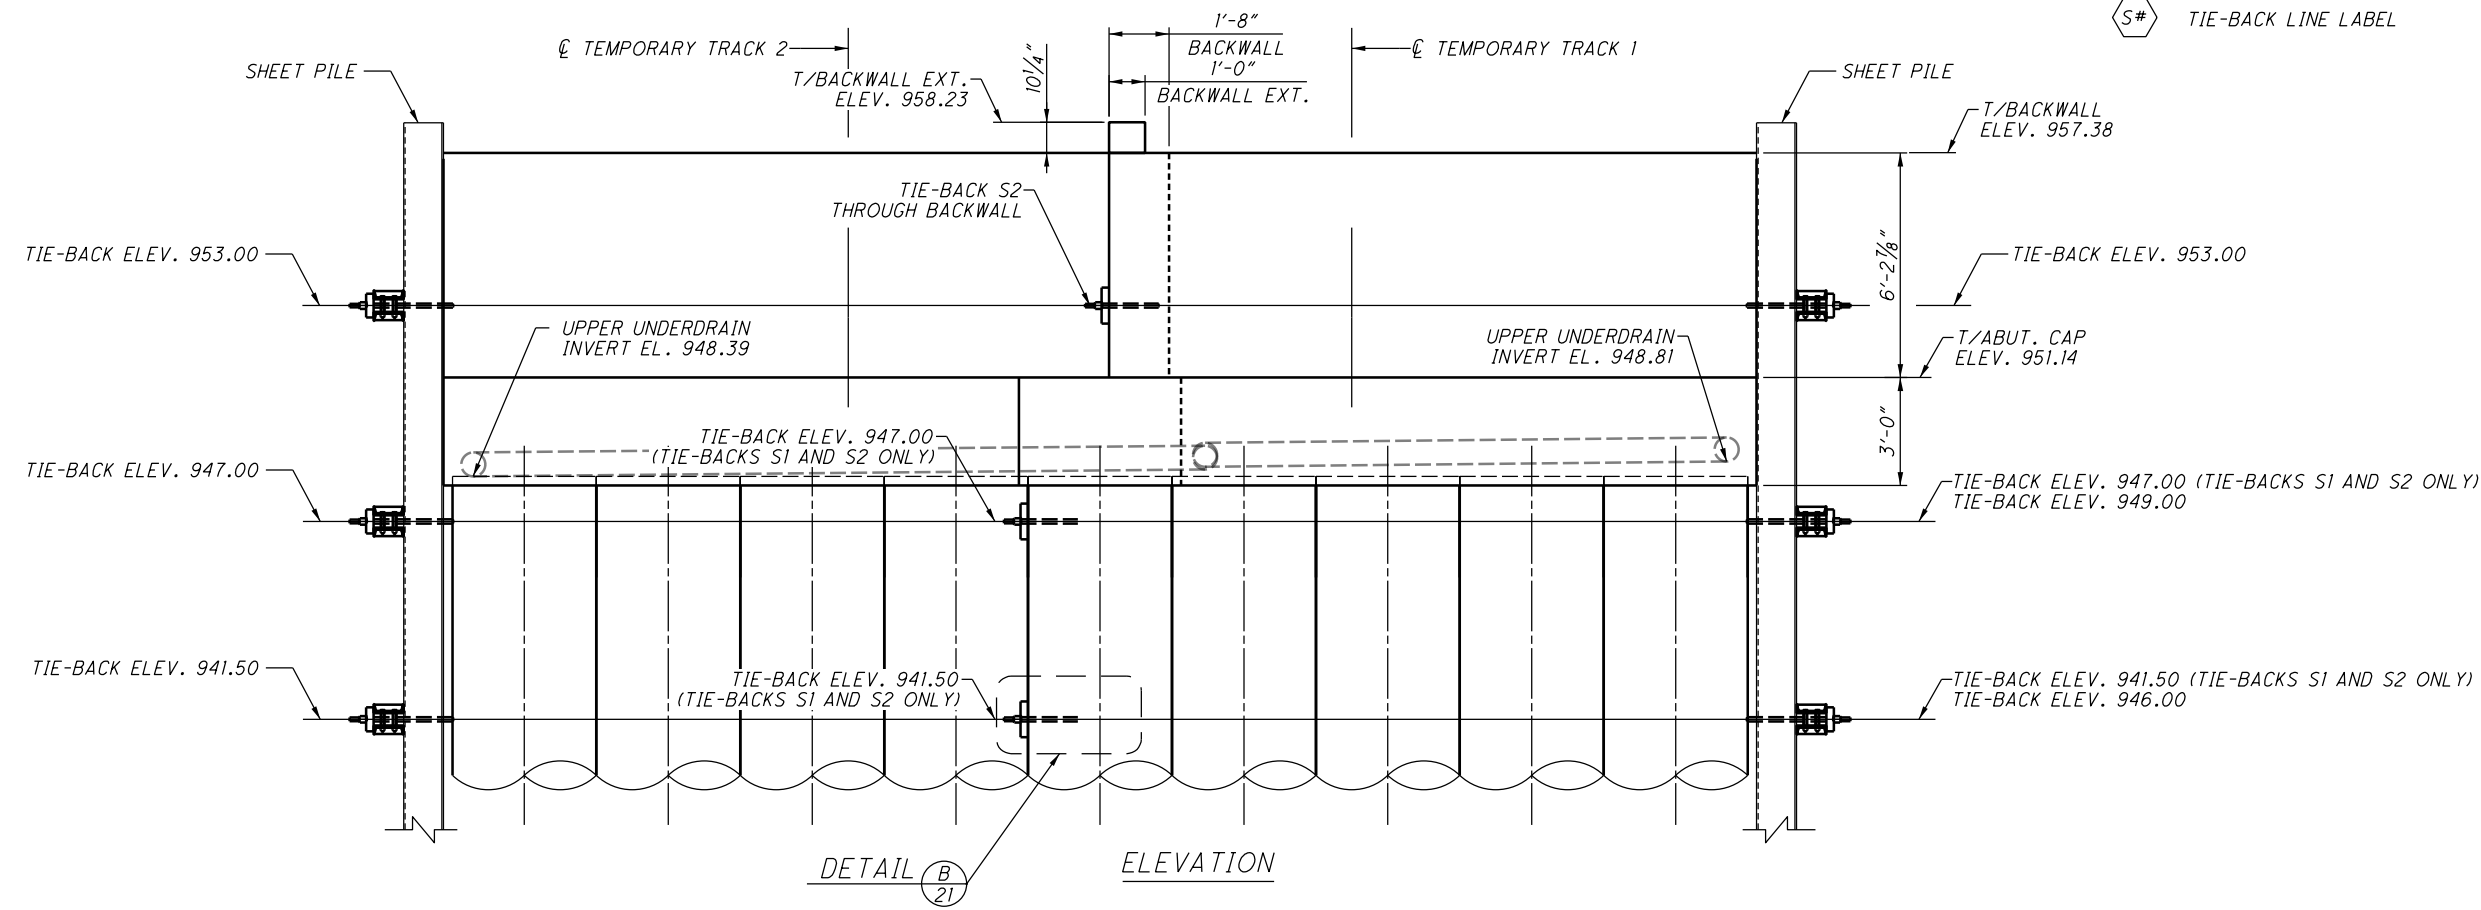 S# TIE-BACK LINE LABEL
℄ TEMPORARY TRACK 2
1'-8"
BACKWALL
1'-0"
BACKWALL EXT.
℄ TEMPORARY TRACK 1
SHEET PILE
T/BACKWALL EXT.
ELEV. 958.23
10¼"
SHEET PILE
T/BACKWALL
ELEV. 957.38
TIE-BACK S2
THROUGH BACKWALL
TIE-BACK ELEV. 953.00
6'-2⅞"
TIE-BACK ELEV. 953.00
UPPER UNDERDRAIN
INVERT EL. 948.39
UPPER UNDERDRAIN
INVERT EL. 948.81
T/ABUT. CAP
ELEV. 951.14
3'-0"
TIE-BACK ELEV. 947.00
TIE-BACK ELEV. 947.00
(TIE-BACKS S1 AND S2 ONLY)
TIE-BACK ELEV. 947.00 (TIE-BACKS S1 AND S2 ONLY)
TIE-BACK ELEV. 949.00
TIE-BACK ELEV. 941.50
TIE-BACK ELEV. 941.50
(TIE-BACKS S1 AND S2 ONLY)
TIE-BACK ELEV. 941.50 (TIE-BACKS S1 AND S2 ONLY)
TIE-BACK ELEV. 946.00
DETAIL B
21
ELEVATION